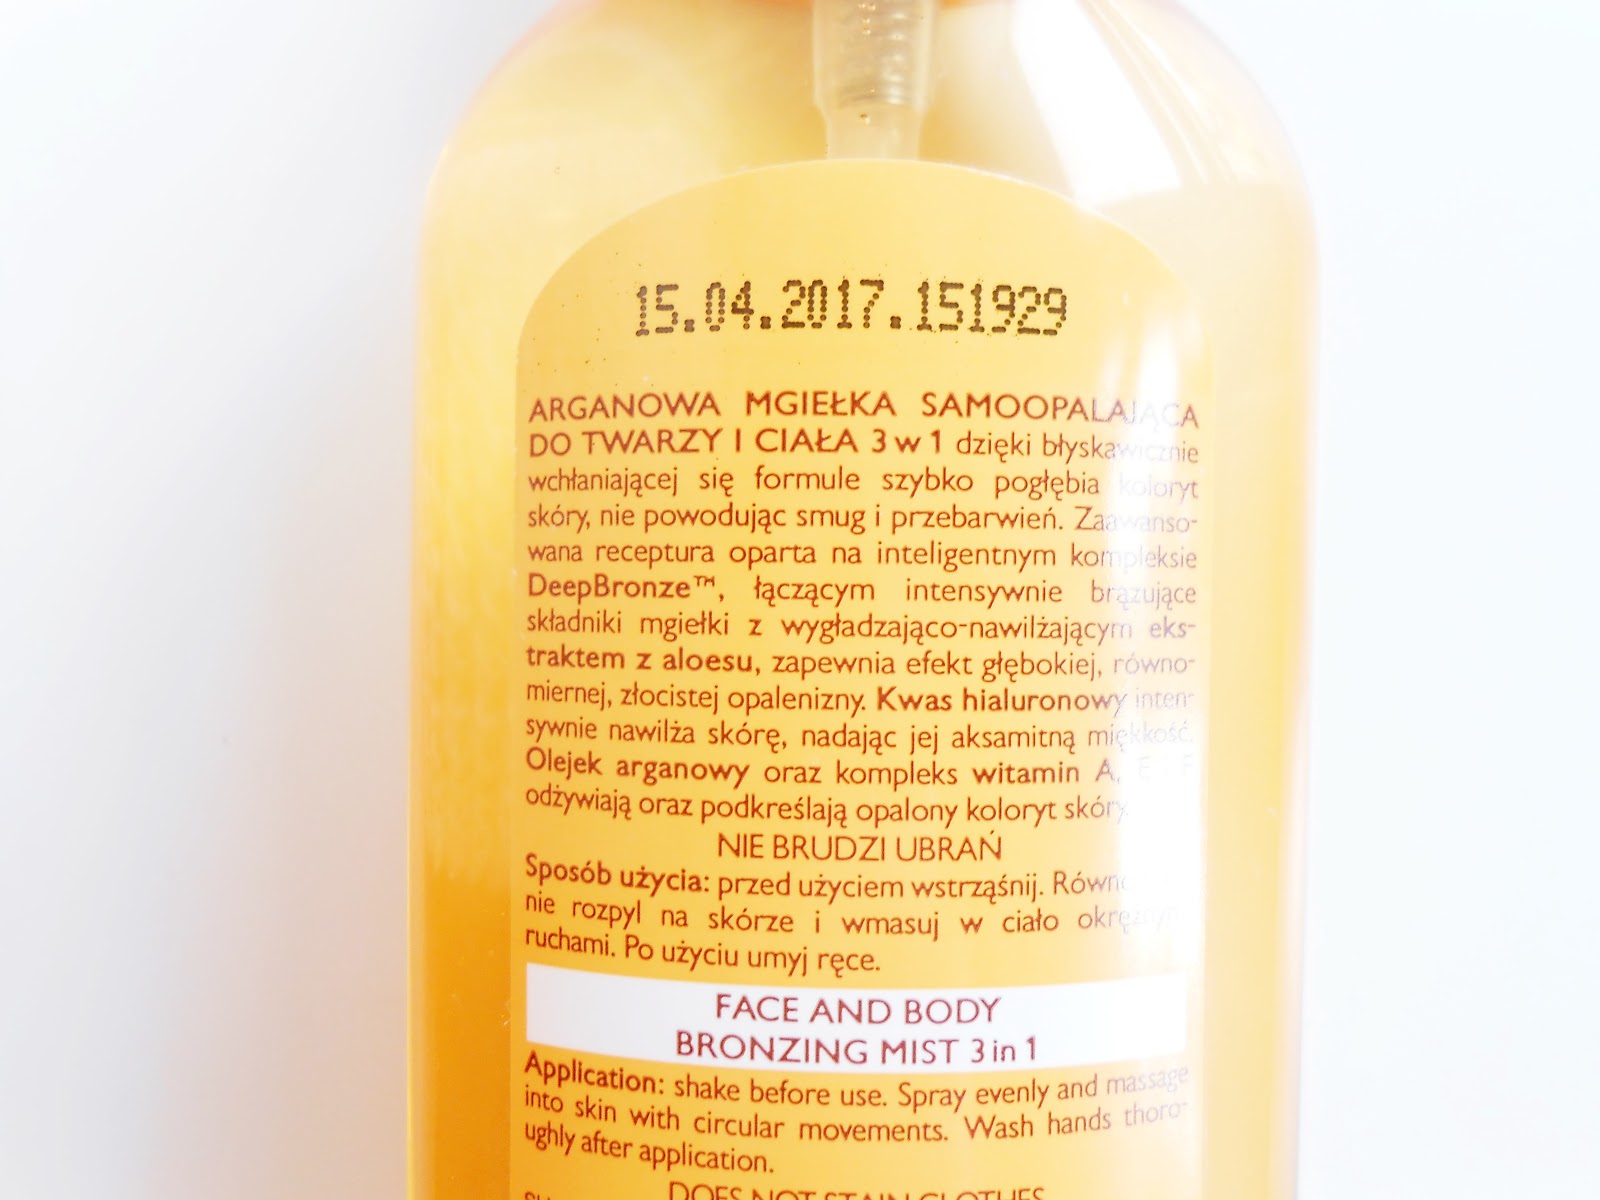 15.04.2017.151929
ARGANOWA MGIEŁKA SAMOOPALAJĄCA
DO TWARZY I CIAŁA 3 w 1 dzięki błyskawicznie
wchłaniającej się formule szybko pogłębia koloryt
skóry, nie powodując smug i przebarwień. Zaawanso-
wana receptura oparta na inteligentnym kompleksie
DeepBronze™, łączącym intensywnie brązujące
składniki mgiełki z wygładzająco-nawilżającym eks-
traktem z aloesu, zapewnia efekt głębokiej, równo-
miernej, złocistej opalenizny. Kwas hialuronowy inten-
sywnie nawilża skórę, nadając jej aksamitną miękkość.
Olejek arganowy oraz kompleks witamin A, E i F
odżywiają oraz podkreślają opalony koloryt skóry
NIE BRUDZI UBRAŃ
Sposób użycia: przed użyciem wstrząśnij.
nie rozpyl na skórze i wmasuj w ciało okrężnymi
ruchami. Po użyciu umyj ręce.
FACE AND BODY
BRONZING MIST 3 in 1
Application: shake before use. Spray evenly and massage
into skin with circular movements. Wash hands thoro-
ughly after application.
DOES NOT STAIN CLOTHES